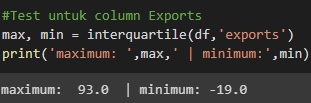 #Test untuk column Exports
max, min = interquartile(df,'exports')
print('maximum: ',max,' | minimum:',min)
maximum:  93.0  | minimum: -19.0